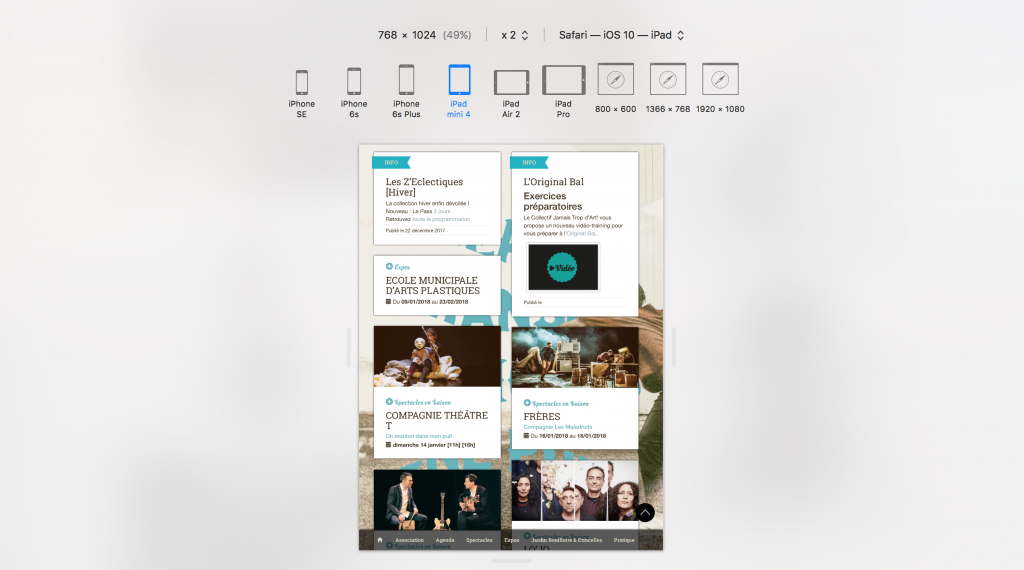 768 × 1024 (49%)
x 2
Safari — iOS 10 — iPad
iPhone SE
iPhone 6s
iPhone 6s Plus
iPad mini 4
iPad Air 2
iPad Pro
800 × 600
1366 × 768
1920 × 1080
INFO
Les Z'Eclectiques
[Hiver]
La collection hiver enfin dévoilée !
Nouveau : Le Pass 2 jours
Retrouvez toute la programmation
Publié le 22 décembre 2017
Expos
ECOLE MUNICIPALE
D'ARTS PLASTIQUES
Du 09/01/2018 au 23/02/2018
Spectacles en Saison
COMPAGNIE THÉÂTRE
T
Un mouton dans mon pull
dimanche 14 janvier [11h] [16h]
INFO
L'Original Bal
Exercices
préparatoires
Le Collectif Jamais Trop d'Art! vous
propose un nouveau vidéo-training pour
vous préparer à l'Original Bal.
Vidéo
Publié le
Spectacles en Saison
FRÈRES
Compagnie Les Maladroits
Du 16/01/2018 au 18/01/2018
Association
Agenda
Spectacles
Expos
Jardin Bouillotte & Étincelles
Pratique